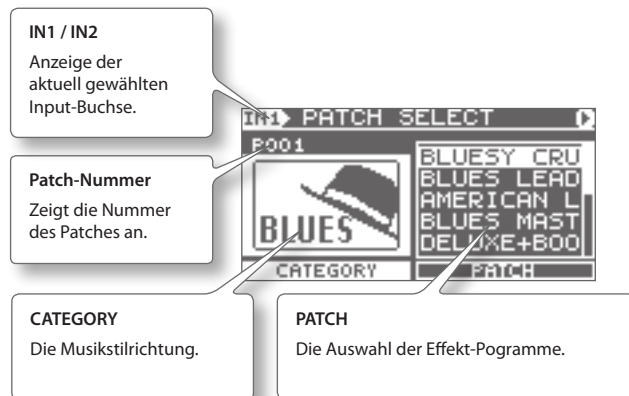 IN1 / IN2
Anzeige der
aktuell gewählten
Input-Buchse.
Patch-Nummer
Zeigt die Nummer
des Patches an.
IN1 PATCH SELECT
P001
BLUES
BLUESY CRU
BLUES LEAD
AMERICAN L
BLUES MAST
DELUXE+BOO
CATEGORY
PATCH
CATEGORY
Die Musikstilrichtung.
PATCH
Die Auswahl der Effekt-Pogramme.